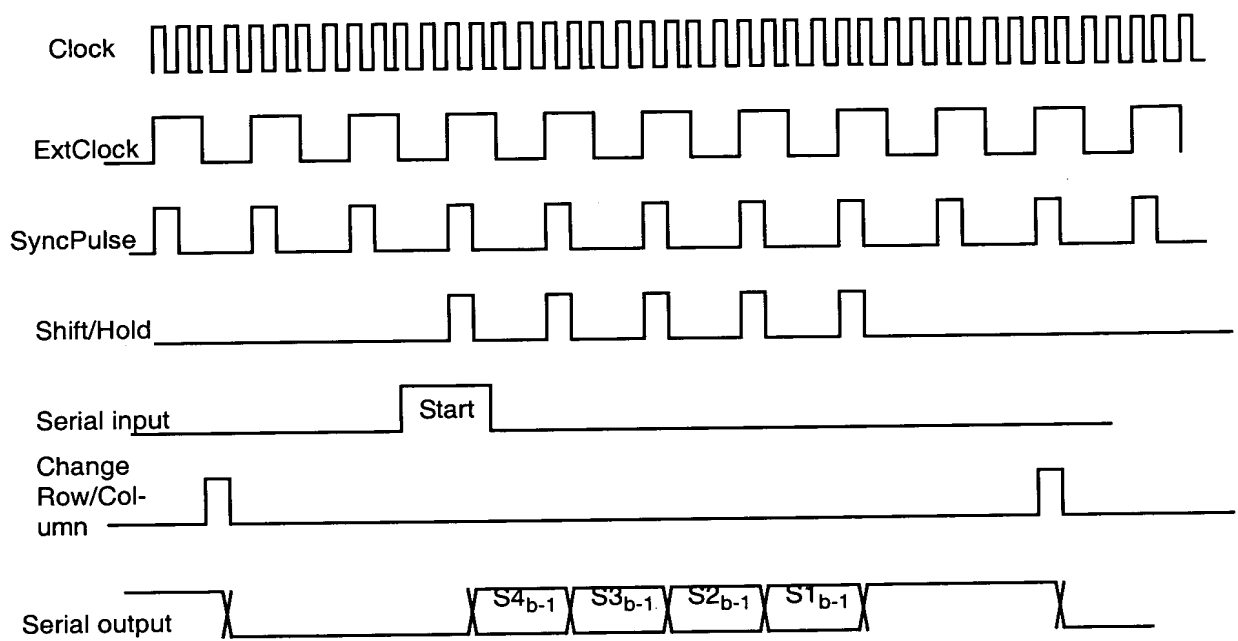 Clock
ExtClock
SyncPulse
Shift/Hold
Serial input
Start
Change
Row/Col-
umn
Serial output
S4b-1
S3b-1
S2b-1
S1b-1